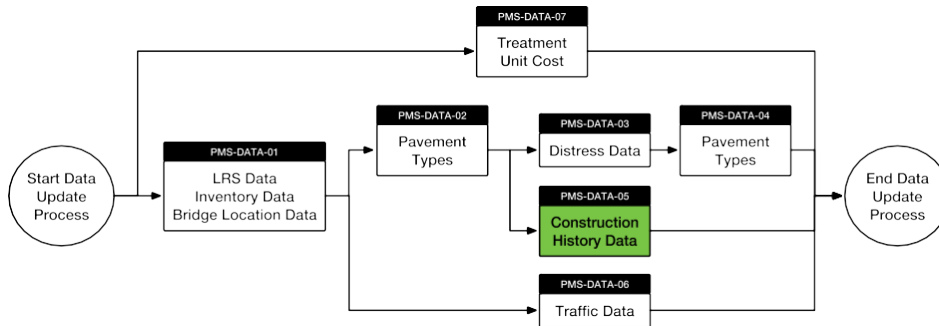 PMS-DATA-07
Treatment
Unit Cost
PMS-DATA-02
Pavement
Types
PMS-DATA-03
Distress Data
PMS-DATA-04
Pavement
Types
PMS-DATA-01
LRS Data
Inventory Data
Bridge Location Data
Start Data
Update
Process
End Data
Update
Process
PMS-DATA-05
Construction
History Data
PMS-DATA-06
Traffic Data